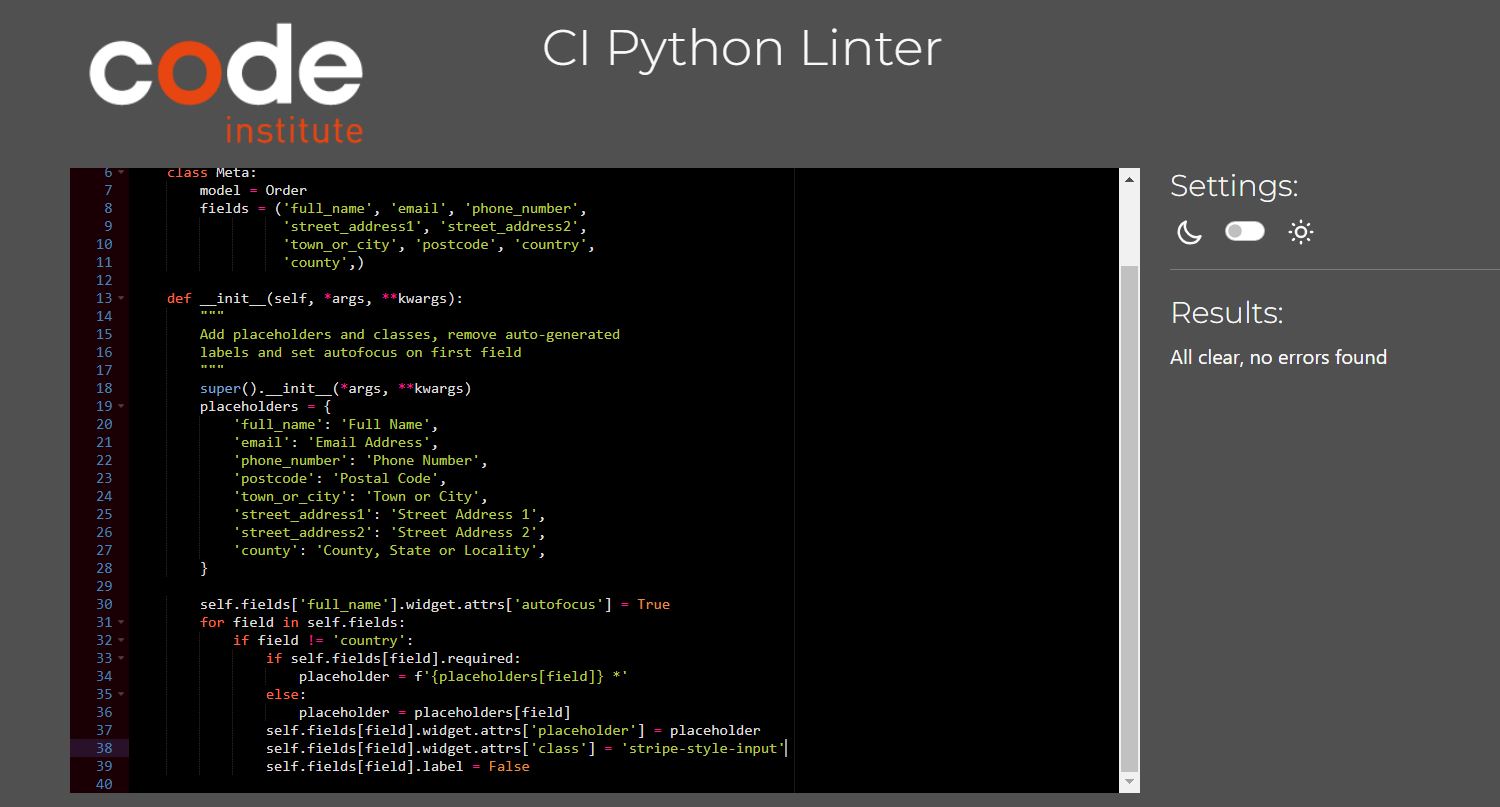 code
institute
CI Python Linter
6 class Meta:
7 model = Order
8 fields = ('full_name', 'email', 'phone_number',
9 'street_address1', 'street_address2',
10 'town_or_city', 'postcode', 'country',
11 'county',)
12
13 def __init__(self, *args, **kwargs):
14 """
15 Add placeholders and classes, remove auto-generated
16 labels and set autofocus on first field
17 """
18 super().__init__(*args, **kwargs)
19 placeholders = {
20 'full_name': 'Full Name',
21 'email': 'Email Address',
22 'phone_number': 'Phone Number',
23 'postcode': 'Postal Code',
24 'town_or_city': 'Town or City',
25 'street_address1': 'Street Address 1',
26 'street_address2': 'Street Address 2',
27 'county': 'County, State or Locality',
28 }
29
30 self.fields['full_name'].widget.attrs['autofocus'] = True
31 for field in self.fields:
32 if field != 'country':
33 if self.fields[field].required:
34 placeholder = f'{placeholders[field]} *'
35 else:
36 placeholder = placeholders[field]
37 self.fields[field].widget.attrs['placeholder'] = placeholder
38 self.fields[field].widget.attrs['class'] = 'stripe-style-input'
39 self.fields[field].label = False
40
Settings:
Results:
All clear, no errors found